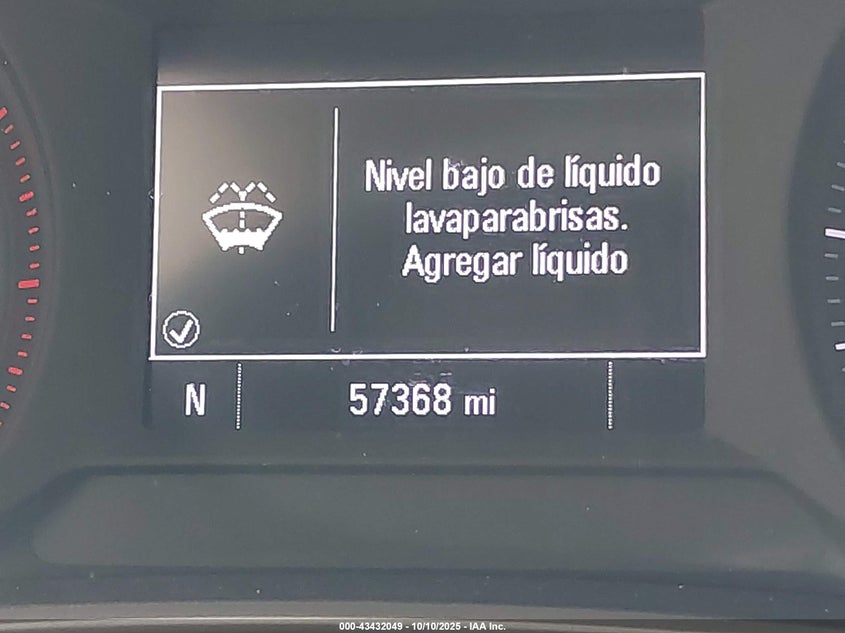 Nivel bajo de líquido
lavaparabrisas.
Agregar líquido
N
57368 mi
000-43432049 - 10/10/2025 - IAA Inc.